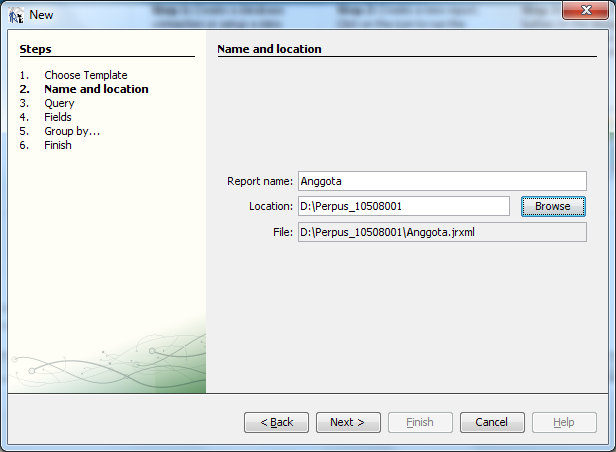 New
Steps
1. Choose Template
2. Name and location
3. Query
4. Fields
5. Group by...
6. Finish
Name and location
Report name: Anggota
Location: D:\Perpus_10508001 Browse
File: D:\Perpus_10508001\Anggota.jrxml
< Back Next > Finish Cancel Help